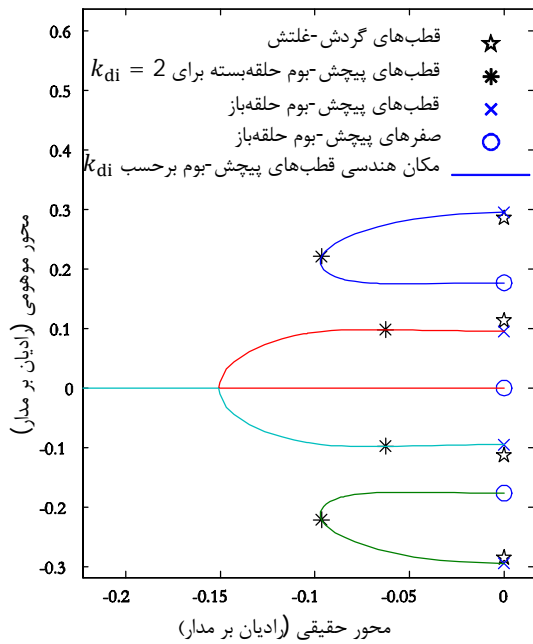 قطب‌های گردش-غلتش
قطب‌های پیچش-بوم حلقه‌بسته برای k_di = 2
قطب‌های پیچش-بوم حلقه‌باز
صفرهای پیچش-بوم حلقه‌باز
مکان هندسی قطب‌های پیچش-بوم برحسب k_di
محور موهومی (رادیان بر مدار)
0.6
0.5
0.4
0.3
0.2
0.1
0
-0.1
-0.2
-0.3
-0.2
-0.15
-0.1
-0.05
0
محور حقیقی (رادیان بر مدار)